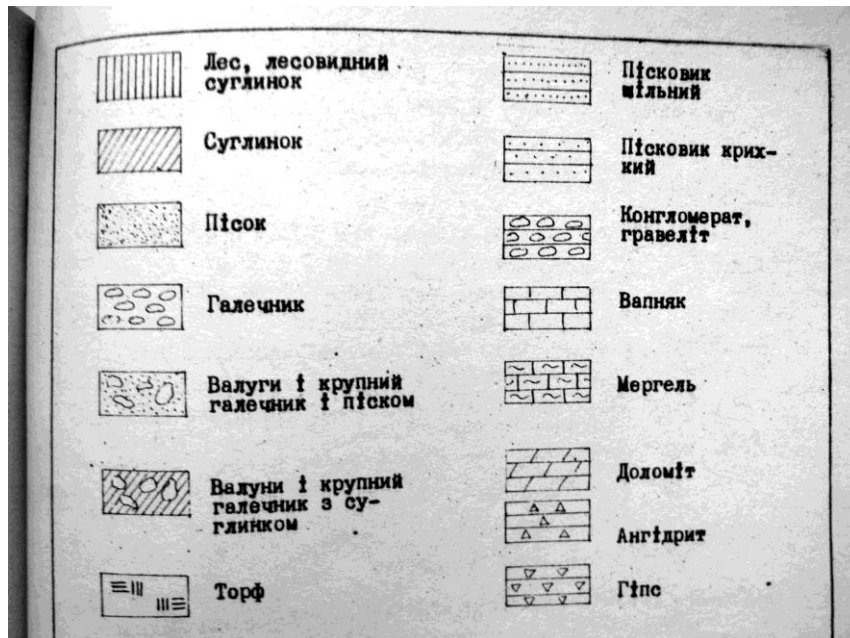 Лес, лесовидний
суглинок
Суглинок
Пісок
Галечник
Валуги і крупний
галечник і піском
Валуни і крупний
галечник з су-
глинком
Торф
Пісковик
щільний
Пісковик крих-
кий
Конгломерат,
гравеліт
Вапняк
Мергель
Доломіт
Ангідрит
Гіпс